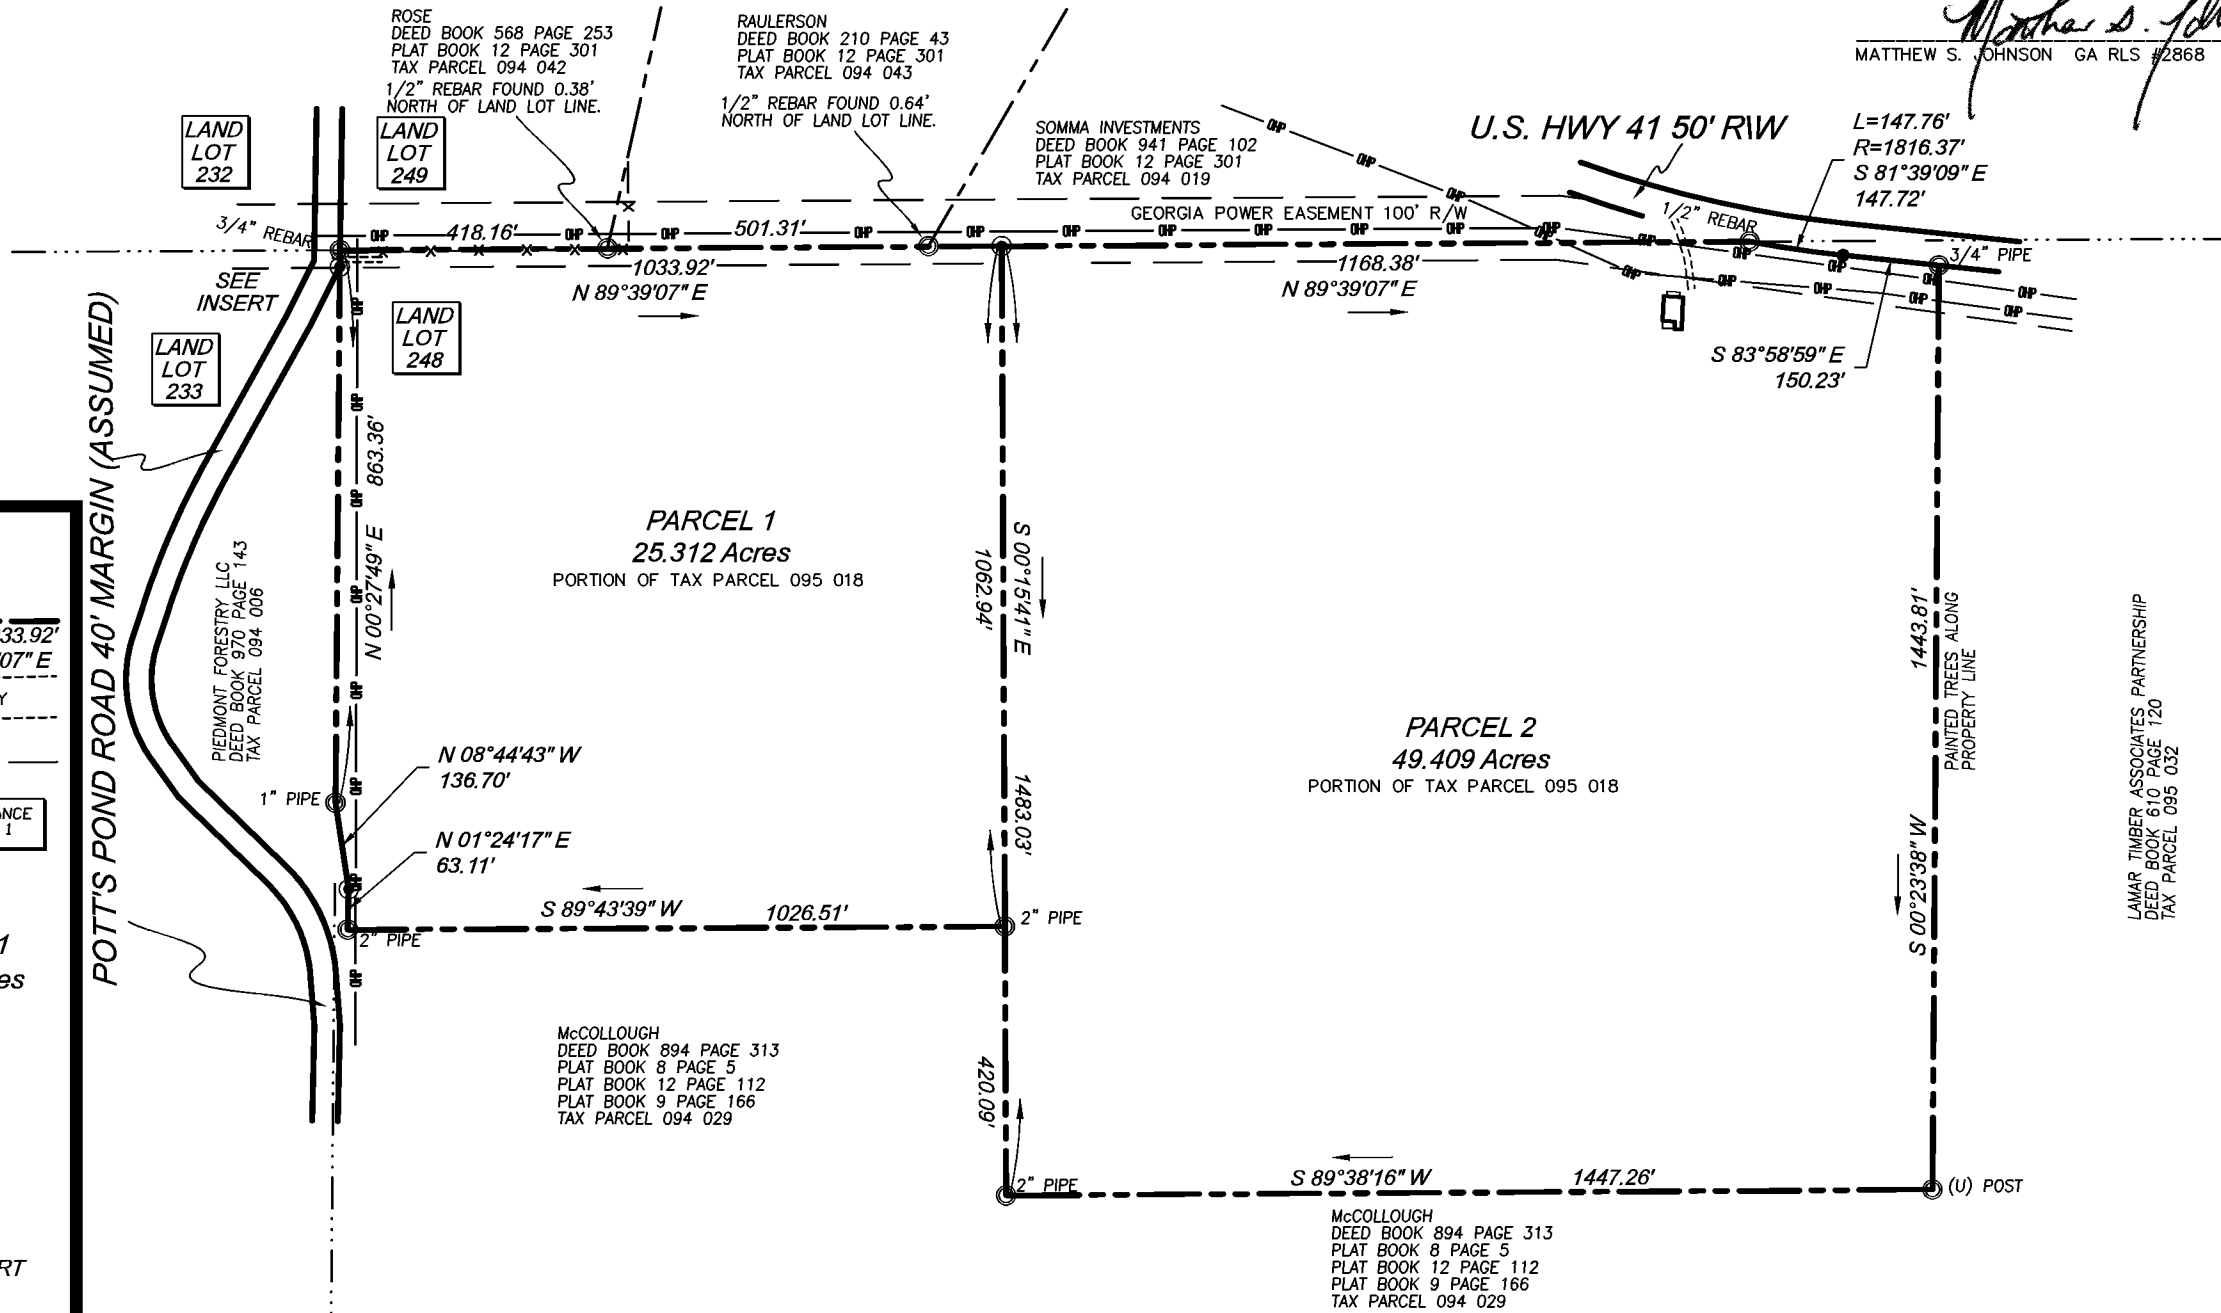 ROSE
DEED BOOK 568 PAGE 253
PLAT BOOK 12 PAGE 301
TAX PARCEL 094 042
1/2" REBAR FOUND 0.38'
NORTH OF LAND LOT LINE.
RAULERSON
DEED BOOK 210 PAGE 43
PLAT BOOK 12 PAGE 301
TAX PARCEL 094 043
1/2" REBAR FOUND 0.64'
NORTH OF LAND LOT LINE.
SOMMA INVESTMENTS
DEED BOOK 941 PAGE 102
PLAT BOOK 12 PAGE 301
TAX PARCEL 094 019
MATTHEW S. JOHNSON GA RLS #2868
U.S. HWY 41 50' R\W
L=147.76'
R=1816.37'
S 81°39'09" E
147.72'
LAND
LOT
232
LAND
LOT
249
3/4" REBAR
OHP
418.16'
OHP
OHP
501.31'
OHP
OHP
OHP
GEORGIA POWER EASEMENT 100' R/W
1/2" REBAR
3/4" PIPE
SEE
INSERT
1033.92'
N 89°39'07" E
1168.38'
N 89°39'07" E
LAND
LOT
233
LAND
LOT
248
S 83°58'59" E
150.23'
POTT'S POND ROAD 40' MARGIN (ASSUMED)
863.36'
N 00°27'49" E
PIEDMONT FORESTRY LLC
DEED BOOK 970 PAGE 143
TAX PARCEL 094 006
PARCEL 1
25.312 Acres
PORTION OF TAX PARCEL 095 018
S 00°15'41" E
1062.94'
1483.03'
420.09'
PARCEL 2
49.409 Acres
PORTION OF TAX PARCEL 095 018
1443.81'
S 00°23'38" W
PAINTED TREES ALONG
PROPERTY LINE
LAMAR TIMBER ASSOCIATES PARTNERSHIP
DEED BOOK 610 PAGE 120
TAX PARCEL 095 032
33.92'
07" E
Y
NCE
1
1
es
RT
N 08°44'43" W
136.70'
1" PIPE
N 01°24'17" E
63.11'
2" PIPE
S 89°43'39" W 1026.51'
2" PIPE
McCOLLOUGH
DEED BOOK 894 PAGE 313
PLAT BOOK 8 PAGE 5
PLAT BOOK 12 PAGE 112
PLAT BOOK 9 PAGE 166
TAX PARCEL 094 029
2" PIPE
S 89°38'16" W 1447.26'
(U) POST
McCOLLOUGH
DEED BOOK 894 PAGE 313
PLAT BOOK 8 PAGE 5
PLAT BOOK 12 PAGE 112
PLAT BOOK 9 PAGE 166
TAX PARCEL 094 029